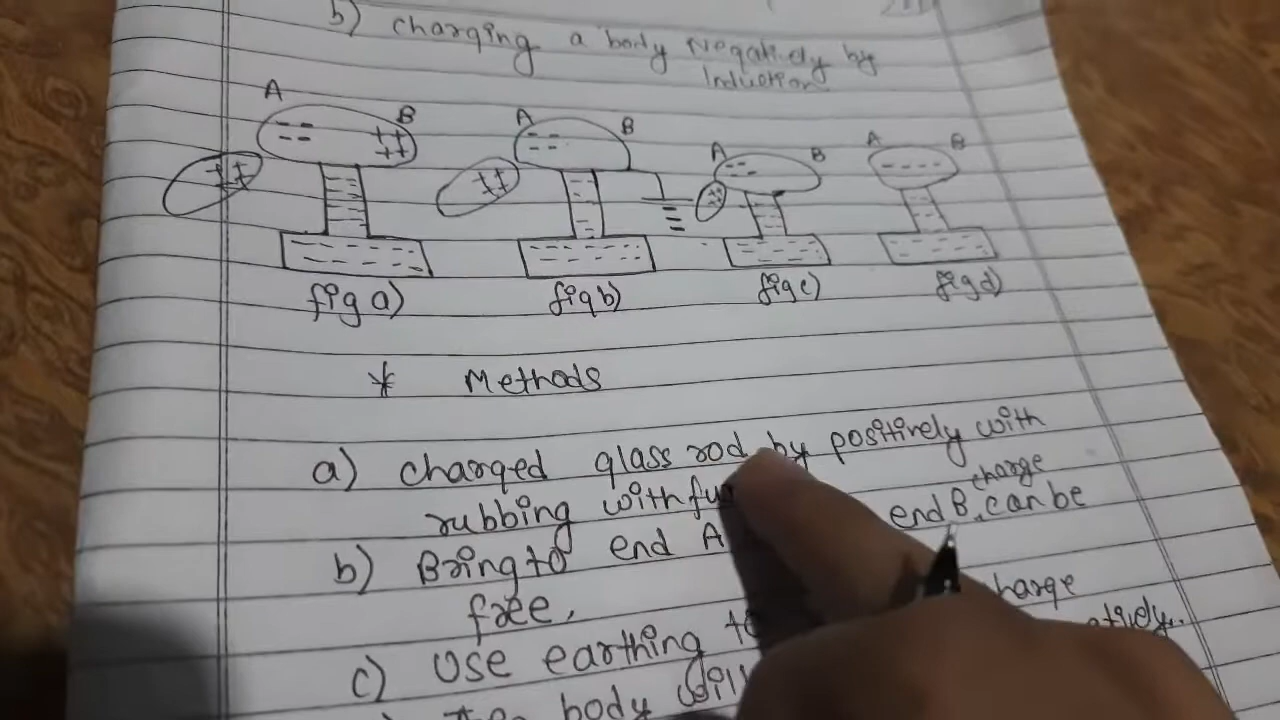 b) charging a body Negatively by
Induction
A B A B A B A B
-- -- ++ ++ ++ -- -- ++ -- -- ++ ----
fig a) fig b) fig c) fig d)
* Methods
a) charged glass rod by positively with
rubbing with
charge
b) Bring to end A end B can be
free.
c) Use earthing
body